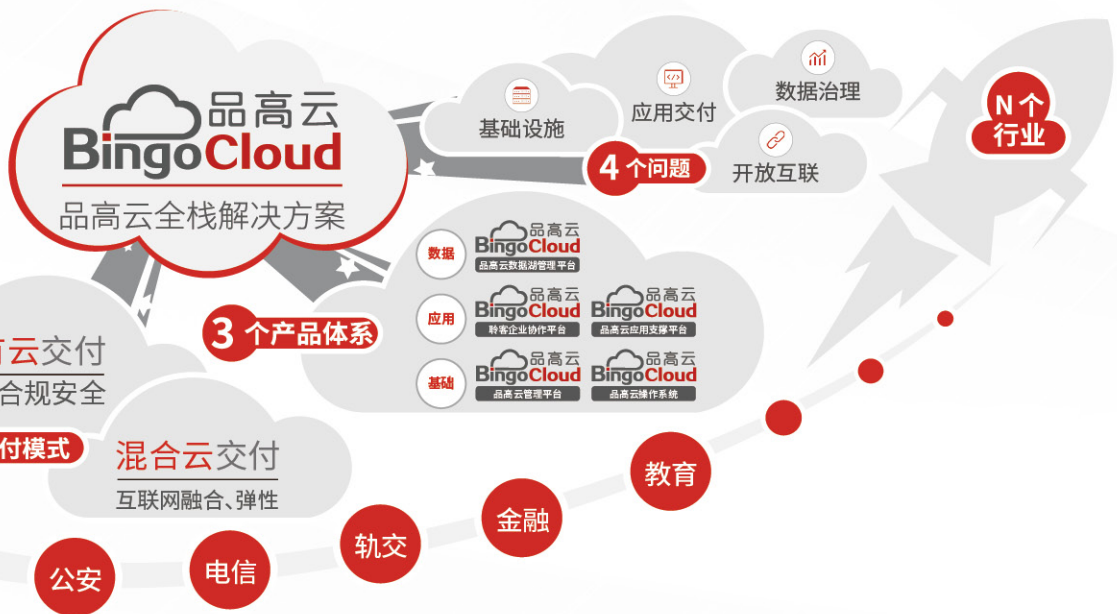 品高云
BingoCloud
品高云全栈解决方案
基础设施
应用交付
数据治理
开放互联
4个问题
N个
行业
3个产品体系
数据
品高云
BingoCloud
品高云数据湖管理平台
应用
品高云
BingoCloud
聆客企业协作平台
品高云
BingoCloud
品高云应用支撑平台
基础
品高云
BingoCloud
品高云管理平台
品高云
BingoCloud
品高云操作系统
有云交付
合规安全
付模式
混合云交付
互联网融合、弹性
公安
电信
轨交
金融
教育